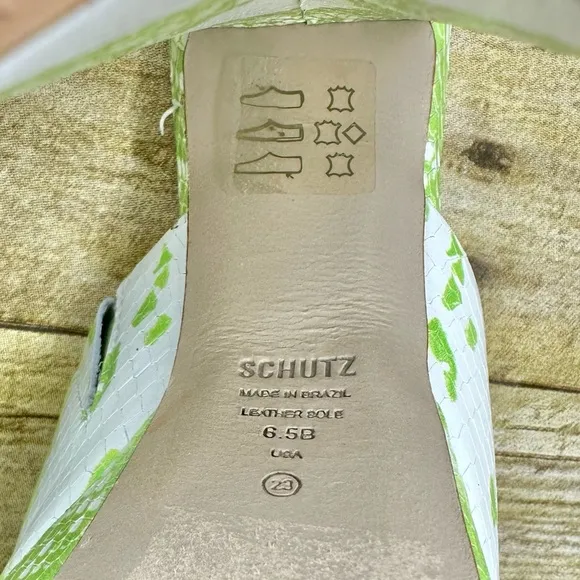 SCHUTZ
MADE IN BRAZIL
LEATHER SOLE
6.5B
USA
23